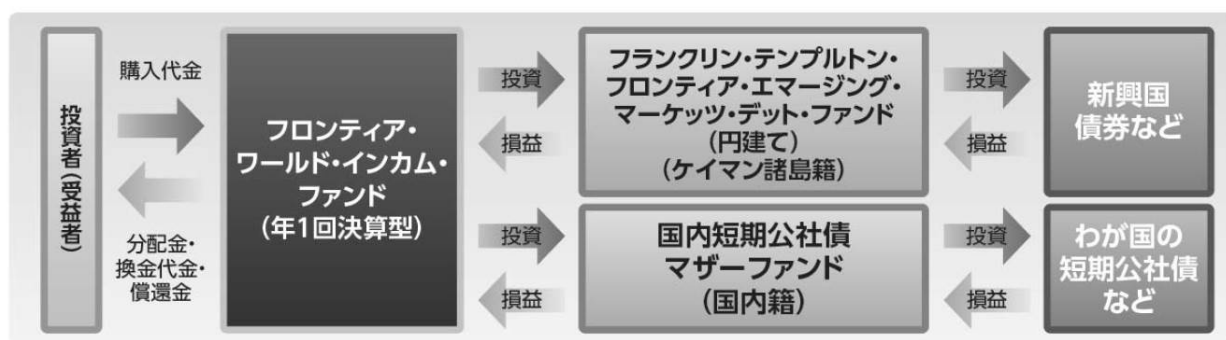 投資者(受益者)
購入代金
分配金・
換金代金・
償還金
フロンティア・
ワールド・インカム・
ファンド
(年1回決算型)
投資
損益
フランクリン・テンプルトン・
フロンティア・エマージング・
マーケッツ・デット・ファンド
(円建て)
(ケイマン諸島籍)
投資
損益
新興国
債券など
投資
損益
国内短期公社債
マザーファンド
(国内籍)
投資
損益
わが国の
短期公社債
など